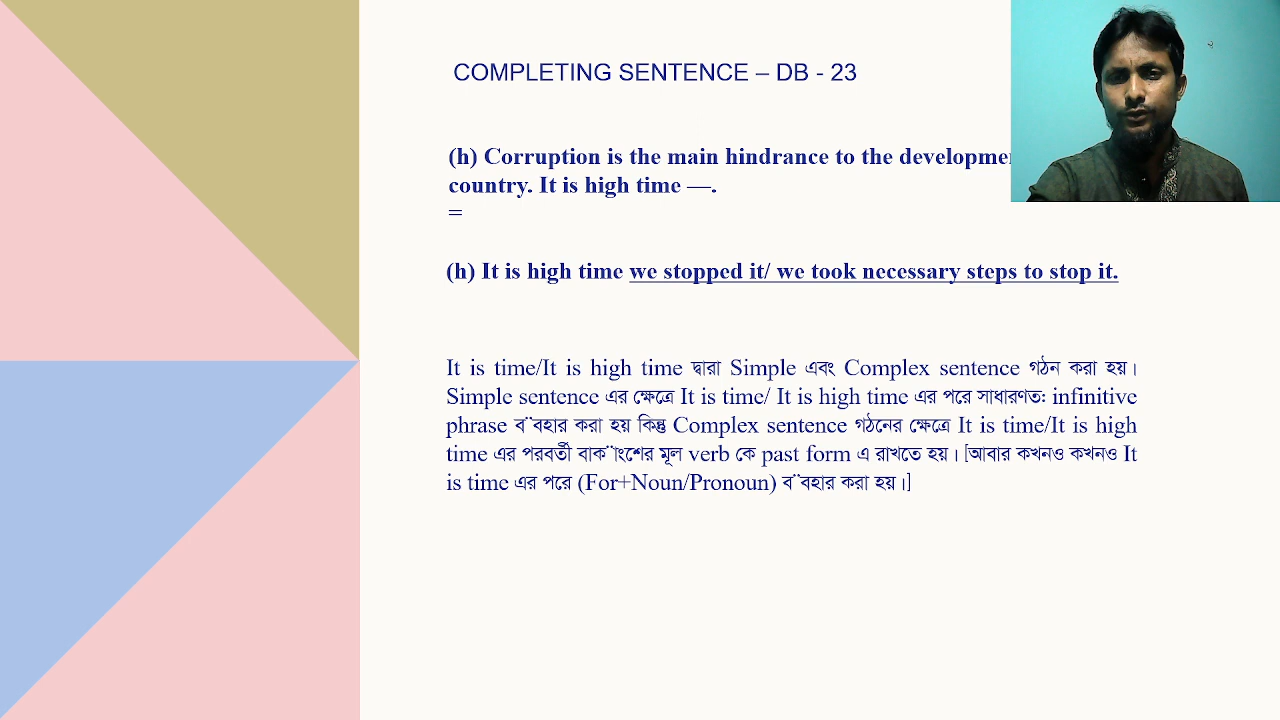 COMPLETING SENTENCE – DB - 23
(h) Corruption is the main hindrance to the
country. It is high time —.
=
(h) It is high time we stopped it/ we took necessary steps to stop it.
It is time/It is high time দ্বারা Simple এবং Complex sentence গঠন করা হয়।
Simple sentence এর ক্ষেত্রে It is time/ It is high time এর পরে সাধারণতঃ infinitive
phrase ব¨বহার করা হয় কিন্তু Complex sentence গঠনের ক্ষেত্রে It is time/It is high
time এর পরবর্তী বাক¨াংশের মূল verb কে past form এ রাখতে হয়। [আবার কখনও কখনও It
is time এর পরে (For+Noun/Pronoun) ব¨বহার করা হয়।]